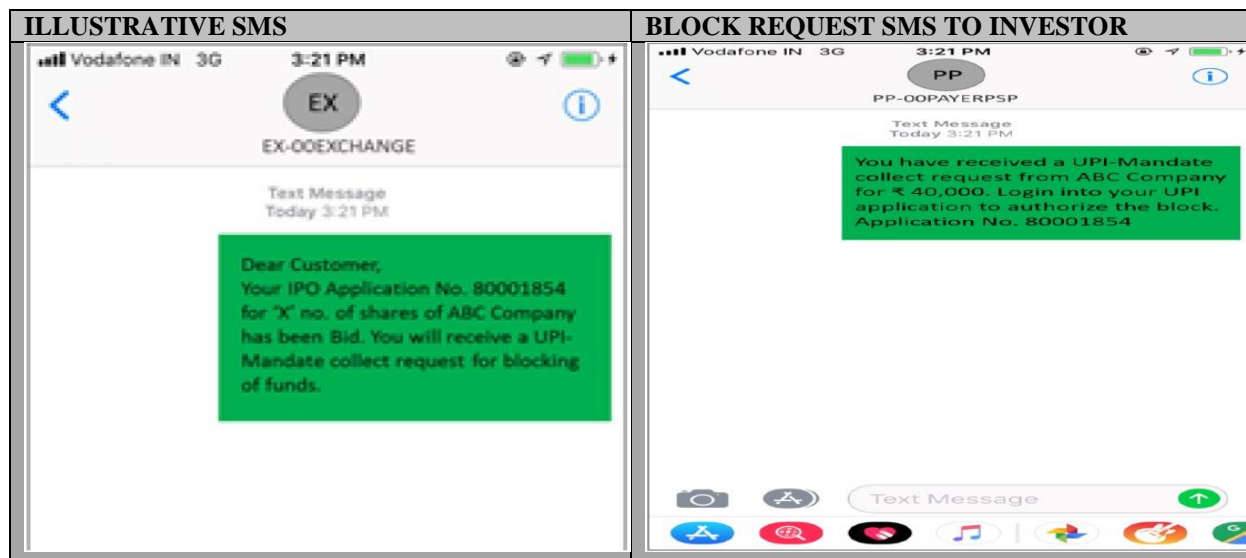 ILLUSTRATIVE SMS
Vodafone IN 3G 3:21 PM
EX
EX-00EXCHANGE
Text Message
Today 3:21 PM
Dear Customer,
Your IPO Application No. 80001854
for 'X' no. of shares of ABC Company
has been Bid. You will receive a UPI-
Mandate collect request for blocking
of funds.
BLOCK REQUEST SMS TO INVESTOR
Vodafone IN 3G 3:21 PM
PP
PP-00PAYERPSP
Text Message
Today 3:21 PM
You have received a UPI-Mandate
collect request from ABC Company
for ₹ 40,000. Login into your UPI
application to authorize the block.
Application No. 80001854
Text Message
G